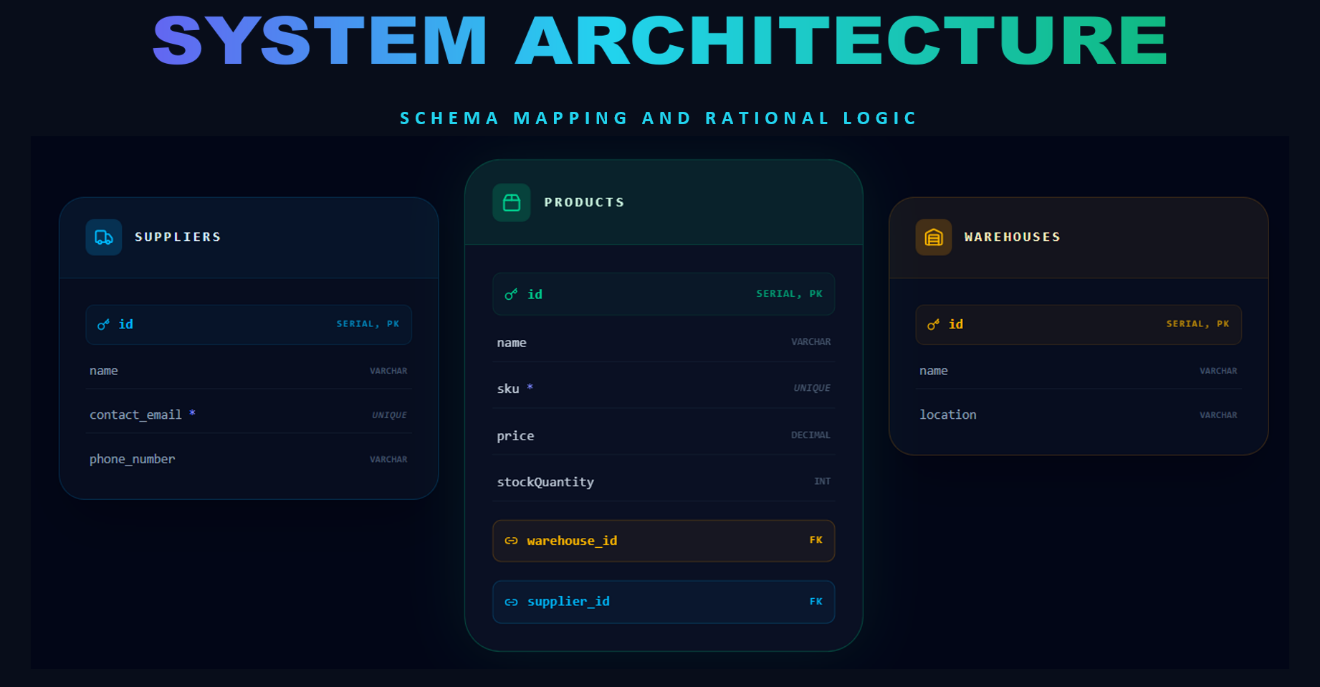 SYSTEM ARCHITECTURE
SCHEMA MAPPING AND RATIONAL LOGIC
SUPPLIERS
id SERIAL, PK
name VARCHAR
contact_email * UNIQUE
phone_number VARCHAR
PRODUCTS
id SERIAL, PK
name VARCHAR
sku * UNIQUE
price DECIMAL
stockQuantity INT
warehouse_id FK
supplier_id FK
WAREHOUSES
id SERIAL, PK
name VARCHAR
location VARCHAR